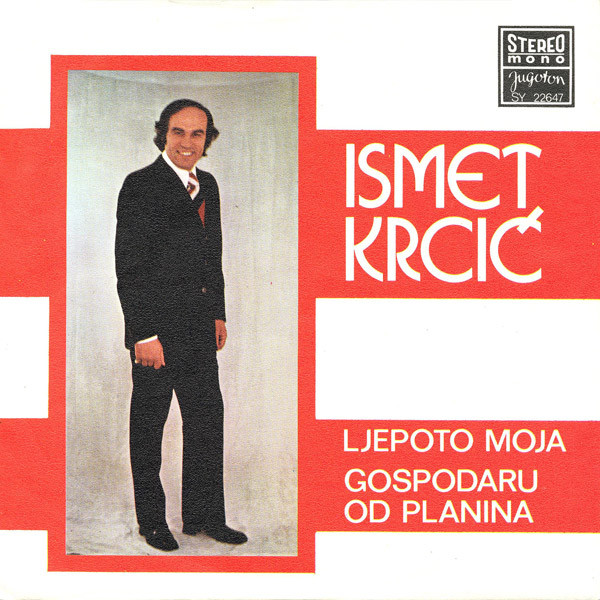 STEREO
mono
Jugoton
SY 22647
ISMET
KRCIĆ
LJEPOTO MOJA
GOSPODARU
OD PLANINA